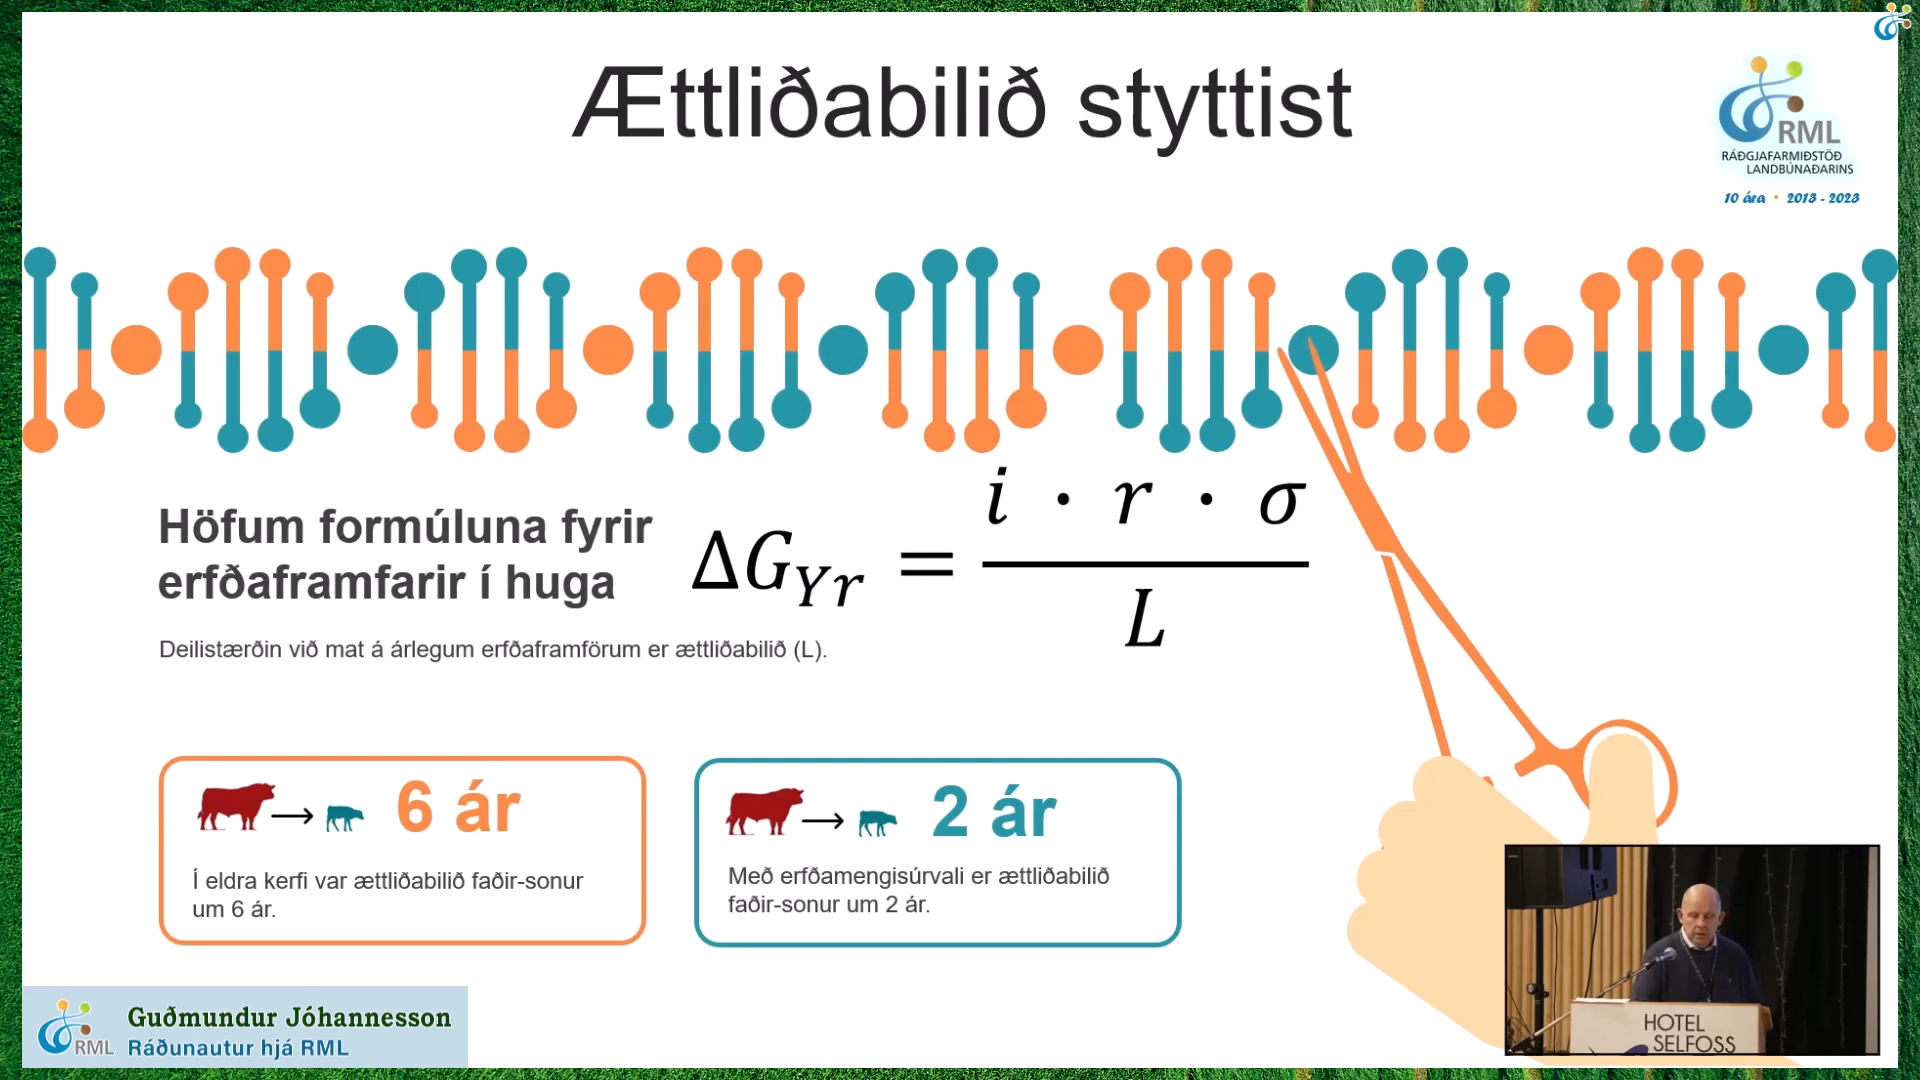 Ættliðabilið styttist
RML
RÁÐGJAFARMIÐSTÖÐ
LANDBÚNAÐARINS
10 ára • 2013 - 2023
Höfum formúluna fyrir
erfðaframfarir í huga
ΔG_Yr = (i · r · σ) / L
Deilistærðin við mat á árlegum erfðaframförum er ættliðabilið (L).
6 ár
Í eldra kerfi var ættliðabilið faðir-sonur
um 6 ár.
2 ár
Með erfðamengisúrvali er ættliðabilið
faðir-sonur um 2 ár.
RML
Guðmundur Jóhannesson
Ráðunautur hjá RML
HOTEL
SELFOSS